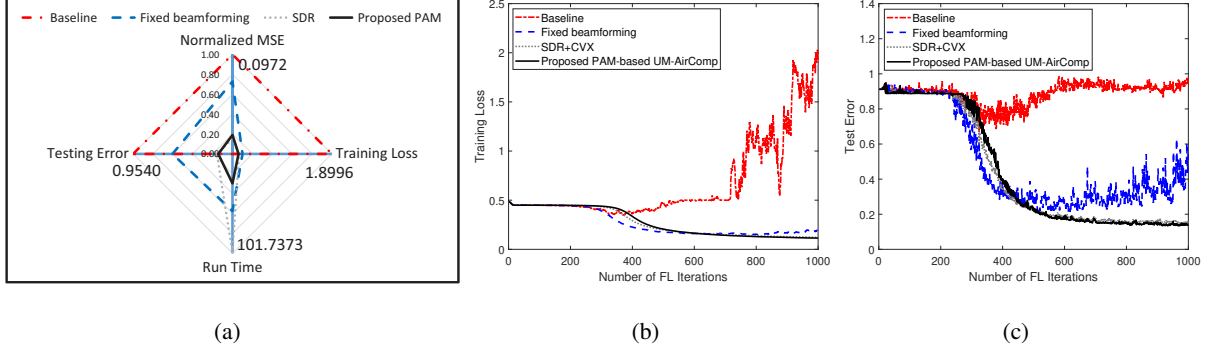 Baseline Fixed beamforming SDR Proposed PAM
Normalized MSE
1.00
0.0972
0.80
0.60
0.40
0.20
0.00
Testing Error
Training Loss
0.9540
1.8996
101.7373
Run Time
(a)
2.5
2
1.5
1
0.5
0
Training Loss
Baseline
Fixed beamforming
SDR+CVX
Proposed PAM-based UM-AirComp
0 200 400 600 800 1000
Number of FL Iterations
(b)
1.4
1.2
1
0.8
0.6
0.4
0.2
0
Test Error
Baseline
Fixed beamforming
SDR+CVX
Proposed PAM-based UM-AirComp
0 200 400 600 800 1000
Number of FL Iterations
(c)